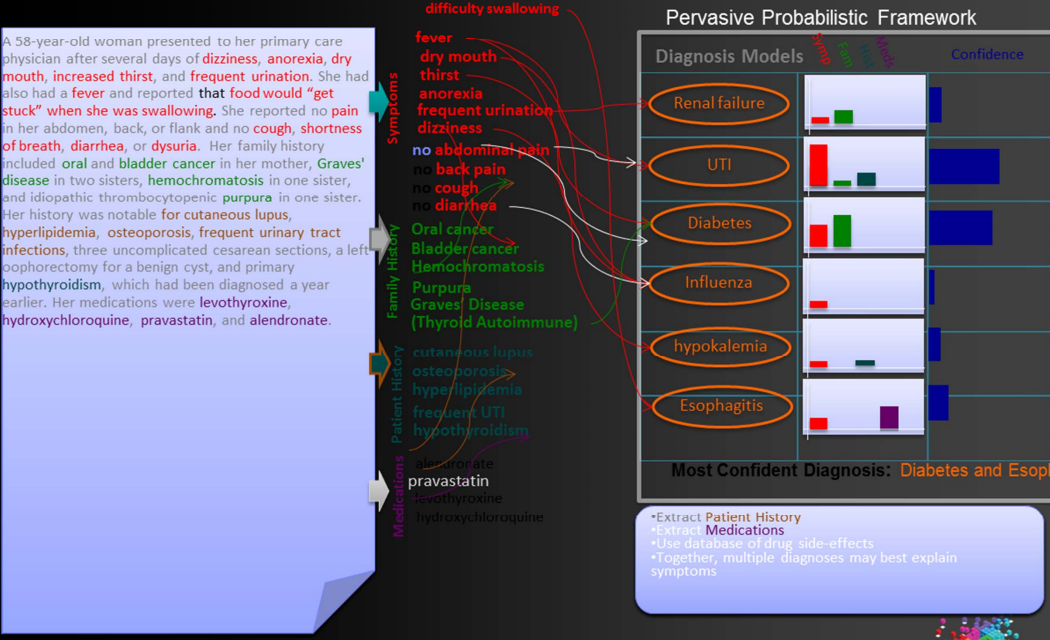 difficulty swallowing
Pervasive Probabilistic Framework
A 58-year-old woman presented to her primary care
physician after several days of dizziness, anorexia, dry
mouth, increased thirst, and frequent urination. She had
also had a fever and reported that food would “get
stuck” when she was swallowing. She reported no pain
in her abdomen, back, or flank and no cough, shortness
of breath, diarrhea, or dysuria. Her family history
included oral and bladder cancer in her mother, Graves'
disease in two sisters, hemochromatosis in one sister,
and idiopathic thrombocytopenic purpura in one sister.
Her history was notable for cutaneous lupus,
hyperlipidemia, osteoporosis, frequent urinary tract
infections, three uncomplicated cesarean sections, a left
oophorectomy for a benign cyst, and primary
hypothyroidism, which had been diagnosed a year
earlier. Her medications were levothyroxine,
hydroxychloroquine, pravastatin, and alendronate.
Symptoms
fever
dry mouth
thirst
anorexia
frequent urination
dizziness
no abdominal pain
no back pain
no cough
no diarrhea
Family History
Oral cancer
Bladder cancer
Hemochromatosis
Purpura
Graves' Disease
(Thyroid Autoimmune)
Patient History
cutaneous lupus
osteoporosis
hyperlipidemia
frequent UTI
hypothyroidism
Medications
alendronate
pravastatin
levothyroxine
hydroxychloroquine
Diagnosis Models
Symp
Fam
Hist
Meds
Confidence
Renal failure
UTI
Diabetes
Influenza
hypokalemia
Esophagitis
Most Confident Diagnosis: Diabetes and Esop
•Extract Patient History
•Extract Medications
•Use database of drug side-effects
•Together, multiple diagnoses may best explain
symptoms